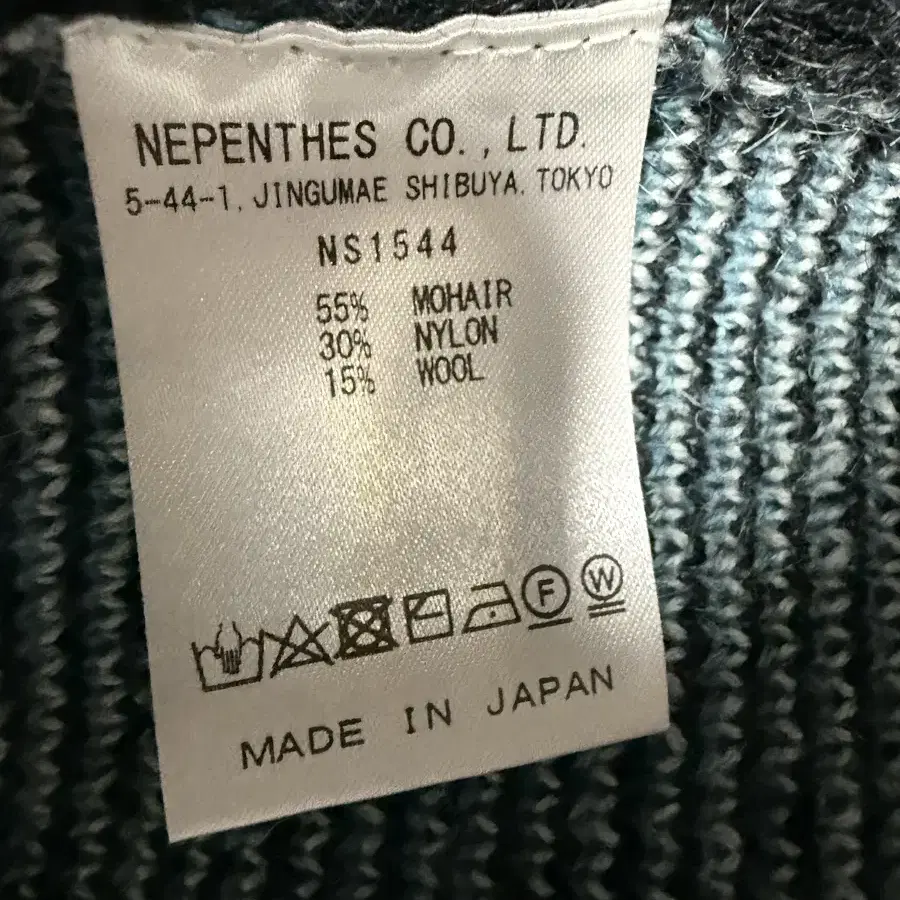 NEPENTHES CO.,LTD.
5-44-1, JINGUMAE SHIBUYA. TOKYO
NS1544
55% MOHAIR
30% NYLON
15% WOOL
F W
MADE IN JAPAN